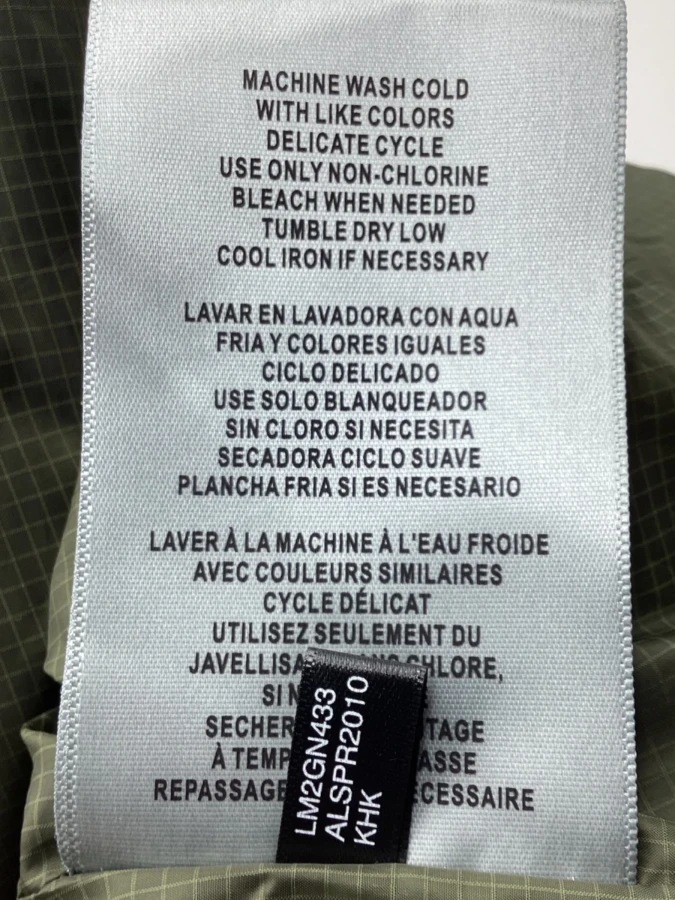 MACHINE WASH COLD
WITH LIKE COLORS
DELICATE CYCLE
USE ONLY NON-CHLORINE
BLEACH WHEN NEEDED
TUMBLE DRY LOW
COOL IRON IF NECESSARY
LAVAR EN LAVADORA CON AQUA
FRIA Y COLORES IGUALES
CICLO DELICADO
USE SOLO BLANQUEADOR
SIN CLORO SI NECESITA
SECADORA CICLO SUAVE
PLANCHA FRIA SI ES NECESARIO
LAVER À LA MACHINE À L'EAU FROIDE
AVEC COULEURS SIMILAIRES
CYCLE DÉLICAT
UTILISEZ SEULEMENT DU
CHLORE,
SI
À
LM2GN433
ALSPR2010
KHK